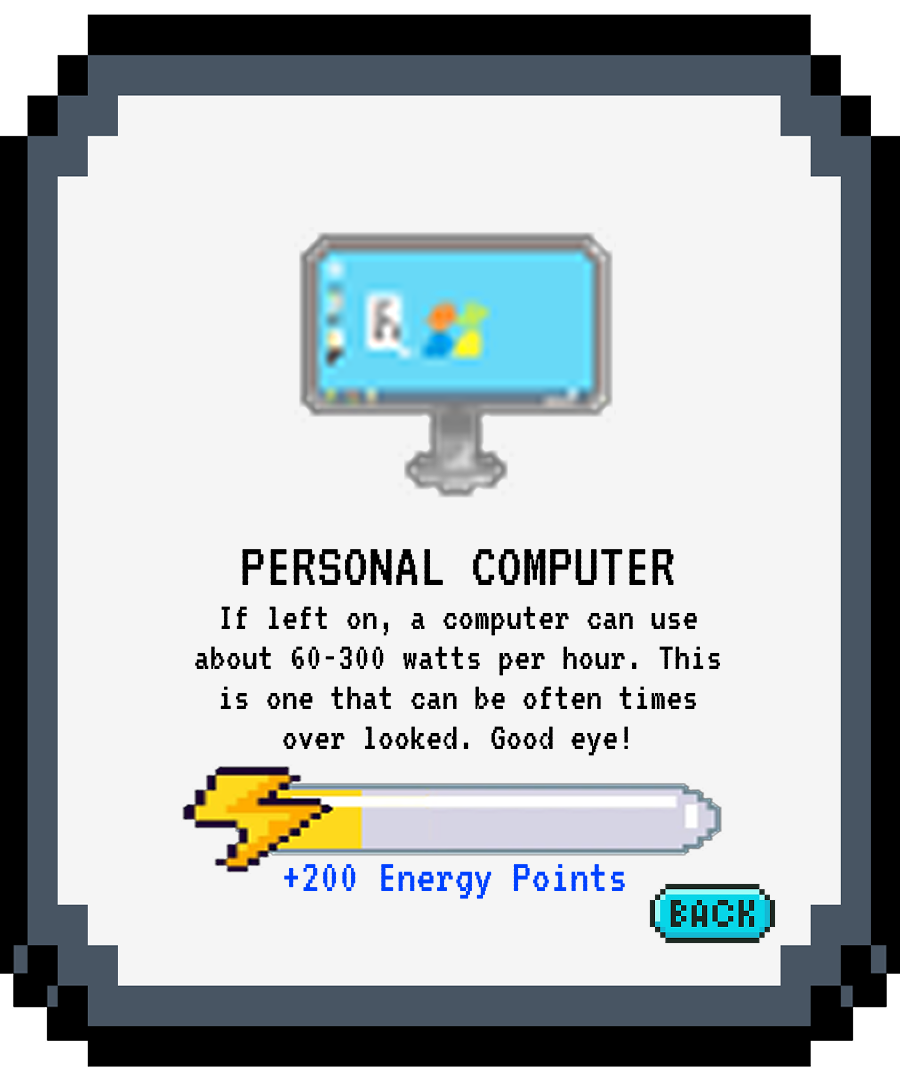 PERSONAL COMPUTER
If left on, a computer can use
about 60-300 watts per hour. This
is one that can be often times
over looked. Good eye!
+200 Energy Points
BACK